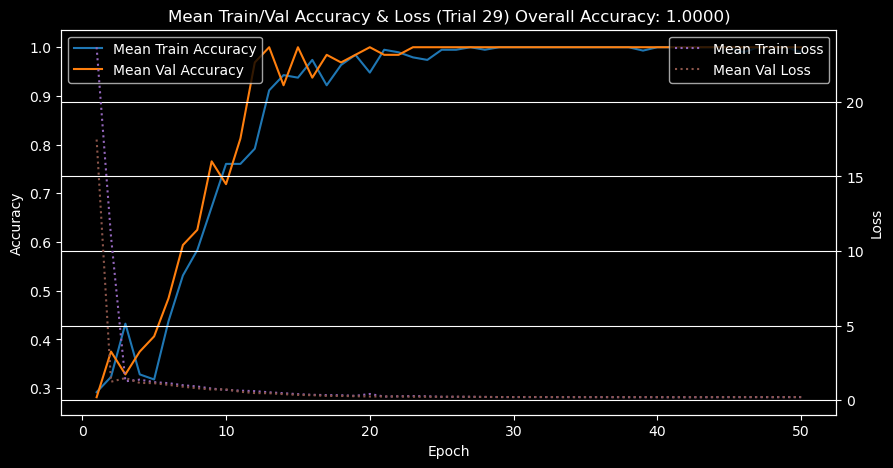 Mean Train/Val Accuracy & Loss (Trial 29) Overall Accuracy: 1.0000)
Mean Train Accuracy
Mean Val Accuracy
Mean Train Loss
Mean Val Loss
1.0
0.9
0.8
0.7
0.6
0.5
0.4
0.3
Accuracy
20
15
10
5
0
Loss
0 10 20 30 40 50
Epoch